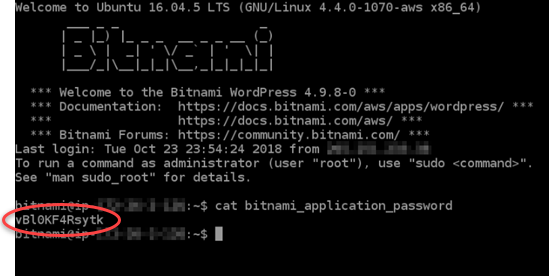 Welcome to Ubuntu 16.04.5 LTS (GNU/Linux 4.4.0-1070-aws x86_64)
Bitnami
*** Welcome to the Bitnami WordPress 4.9.8-0 ***
*** Documentation:  https://docs.bitnami.com/aws/apps/wordpress/ ***
***                 https://docs.bitnami.com/aws/ ***
*** Bitnami Forums: https://community.bitnami.com/ ***
Last login: Tue Oct 23 23:54:24 2018 from
To run a command as administrator (user "root"), use "sudo <command>".
See "man sudo_root" for details.
bitnami@ip- :~$ cat bitnami_application_password
vBl0KF4Rsytk
bitnami@ip- :~$